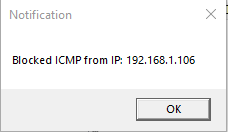 Notification
Blocked ICMP from IP: 192.168.1.106
OK